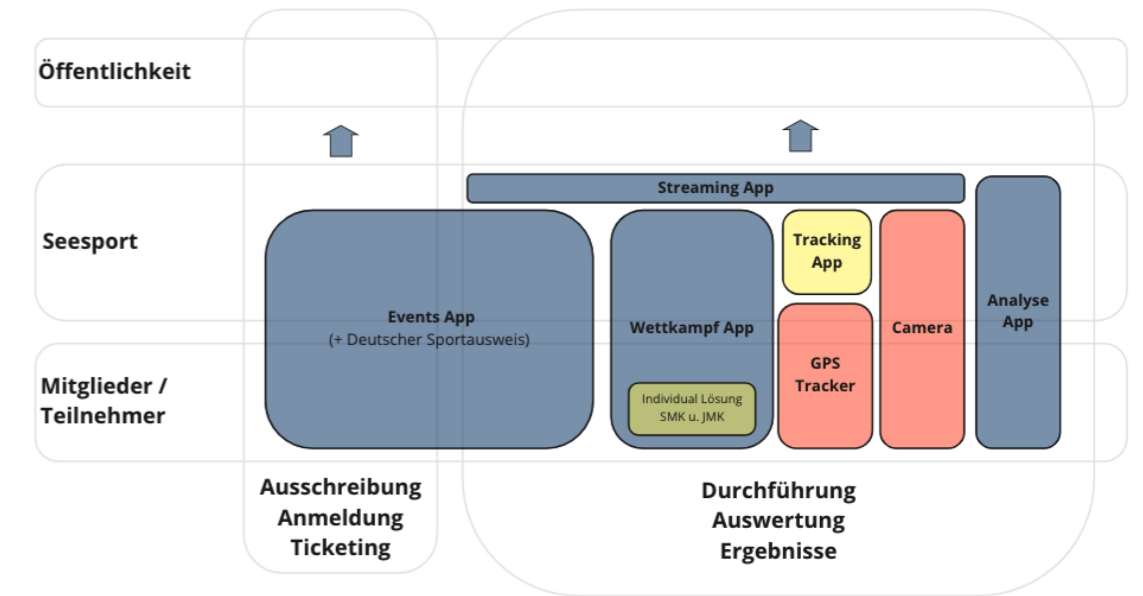 Öffentlichkeit
Streaming App
Seesport
Tracking
App
Events App
(+ Deutscher Sportausweis)
Wettkampf App
Camera
Analyse
App
GPS
Tracker
Mitglieder /
Teilnehmer
Individual Lösung
SMK u. JMK
Ausschreibung
Anmeldung
Ticketing
Durchführung
Auswertung
Ergebnisse